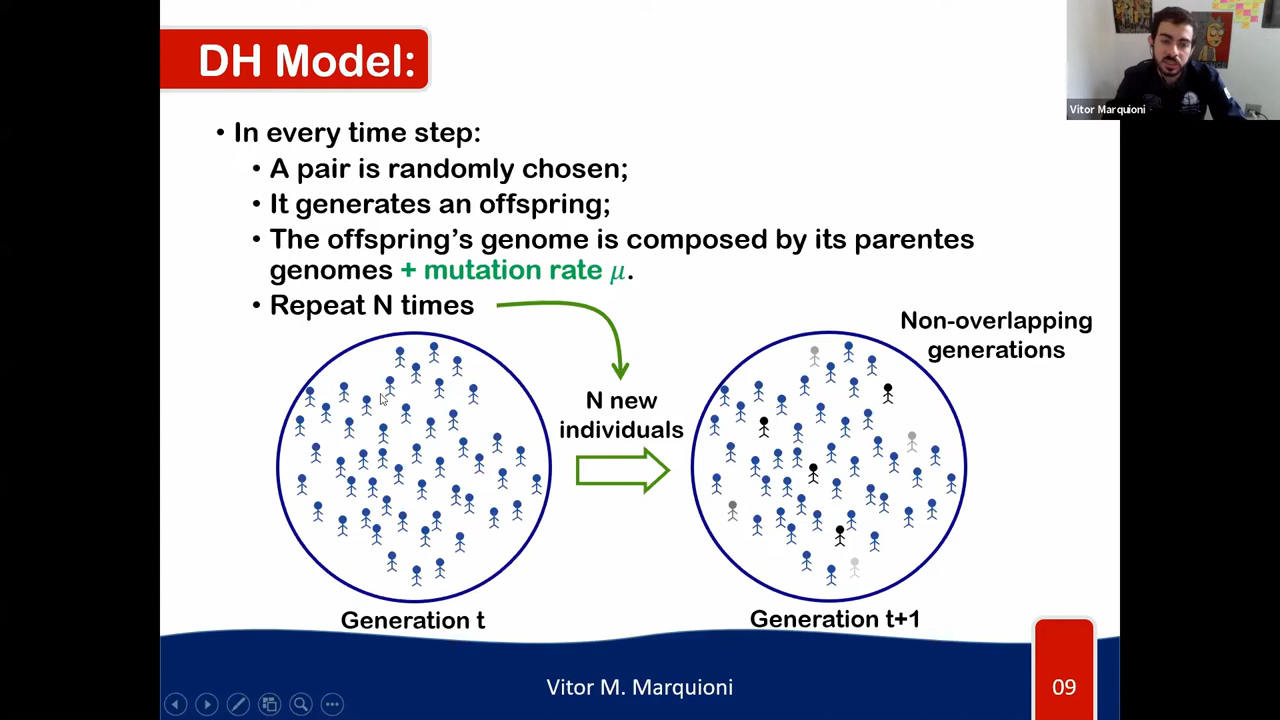 DH Model:
Vitor Marquioni
• In every time step:
• A pair is randomly chosen;
• It generates an offspring;
• The offspring's genome is composed by its parentes
genomes + mutation rate μ.
• Repeat N times
Non-overlapping
generations
N new
individuals
Generation t
Generation t+1
Vitor M. Marquioni
09